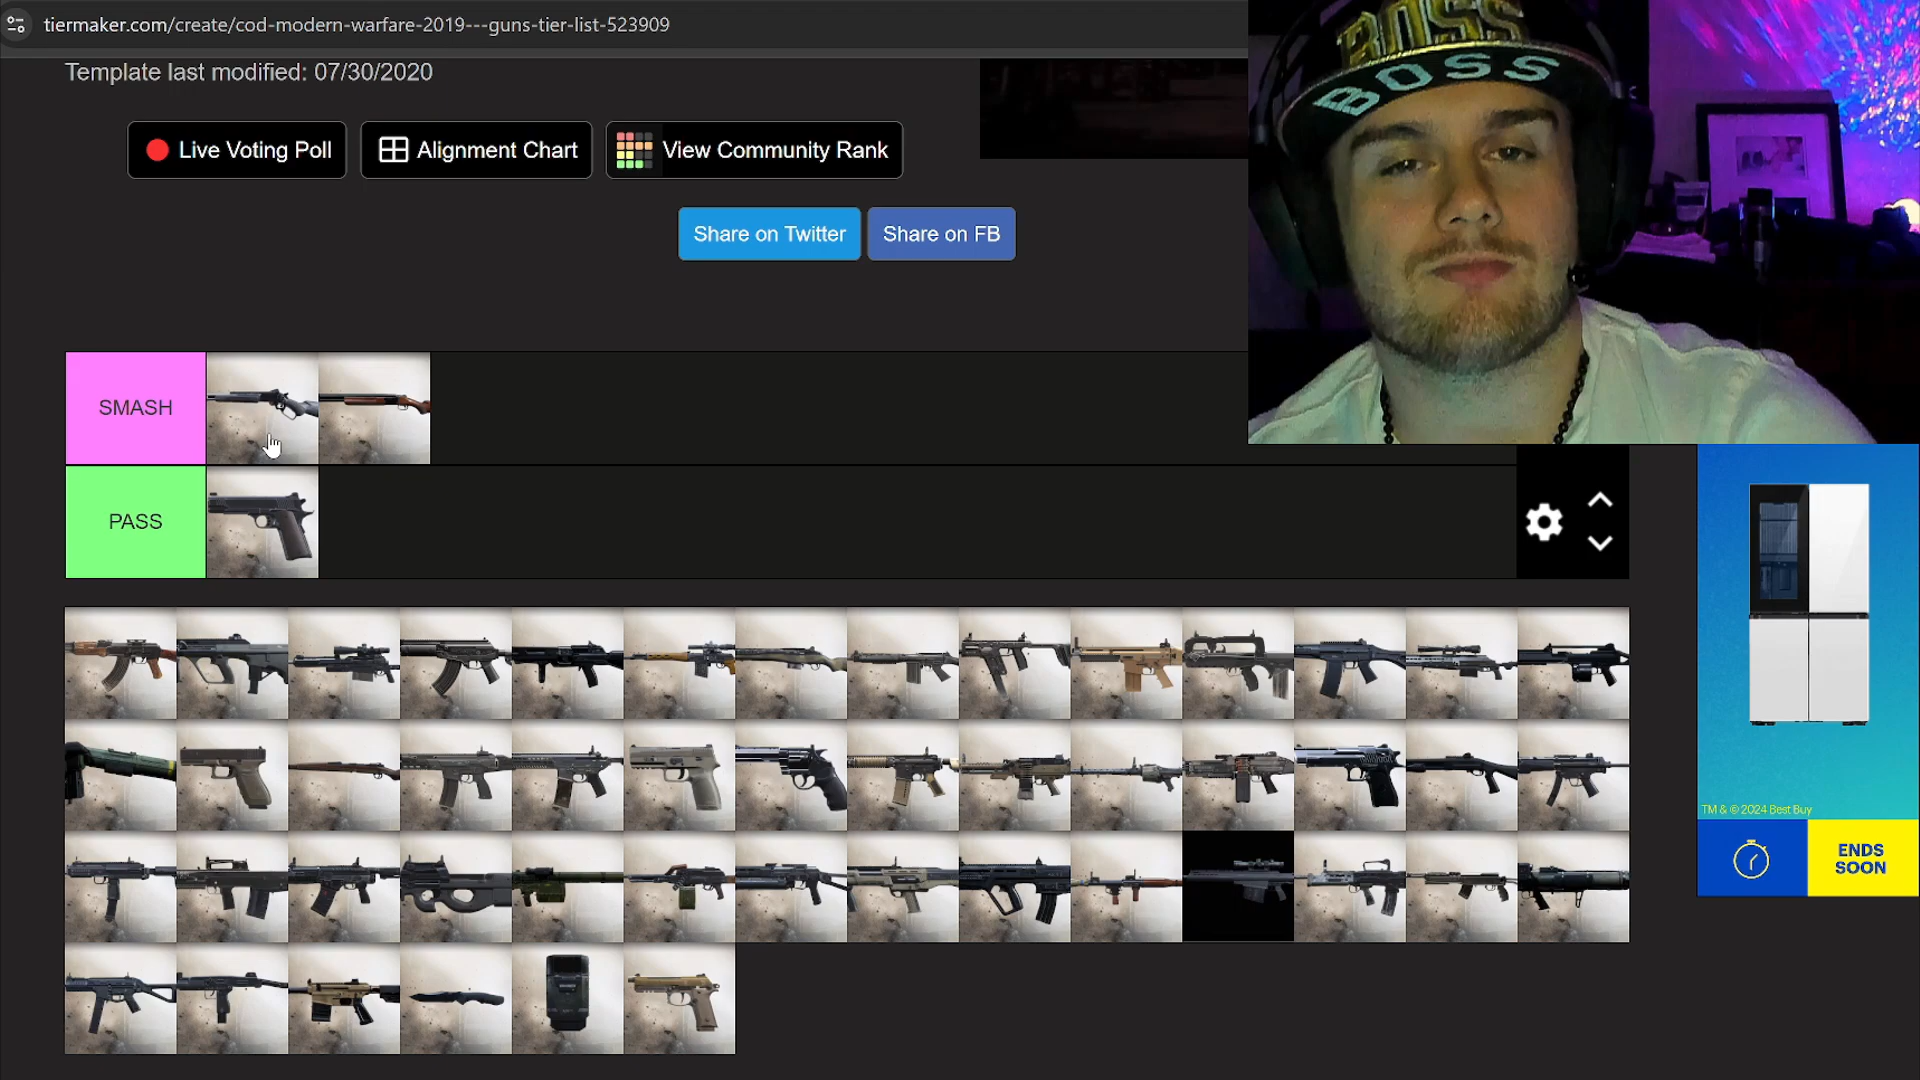 tiermaker.com/create/cod-modern-warfare-2019---guns-tier-list-523909
Template last modified: 07/30/2020
Live Voting Poll
Alignment Chart
View Community Rank
Share on Twitter
Share on FB
BOSS
BOSS
SMASH
PASS
TM & © 2024 Best Buy
ENDS
SOON